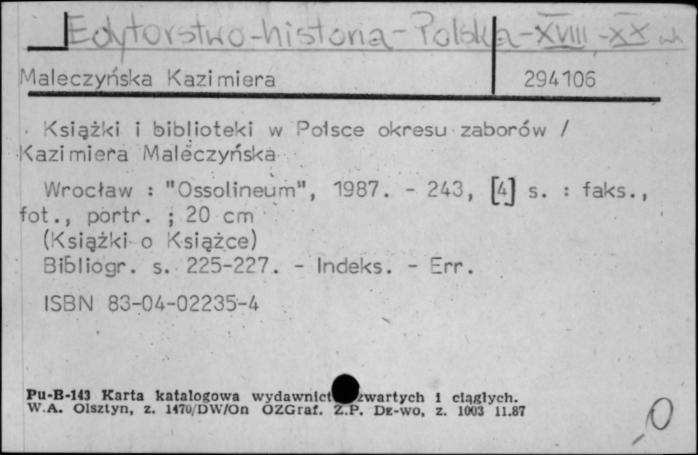 Edytorstwo-historia-Polska-XVIII-XX w.
Maleczyńska Kazimiera 294106
Książki i biblioteki w Polsce okresu zaborów /
Kazimiera Maleczyńska
Wrocław : "Ossolineum", 1987. - 243, [4] s. : faks.,
fot., portr. ; 20 cm
(Książki o Książce)
Bibliogr. s. 225-227. - Indeks. - Err.
ISBN 83-04-02235-4
Pu-B-143 Karta katalogowa wydawnict zwartych i ciągłych.
W.A. Olsztyn, z. 1470/DW/On OZGraf. Z.P. Dz-wo, z. 1003 11.87